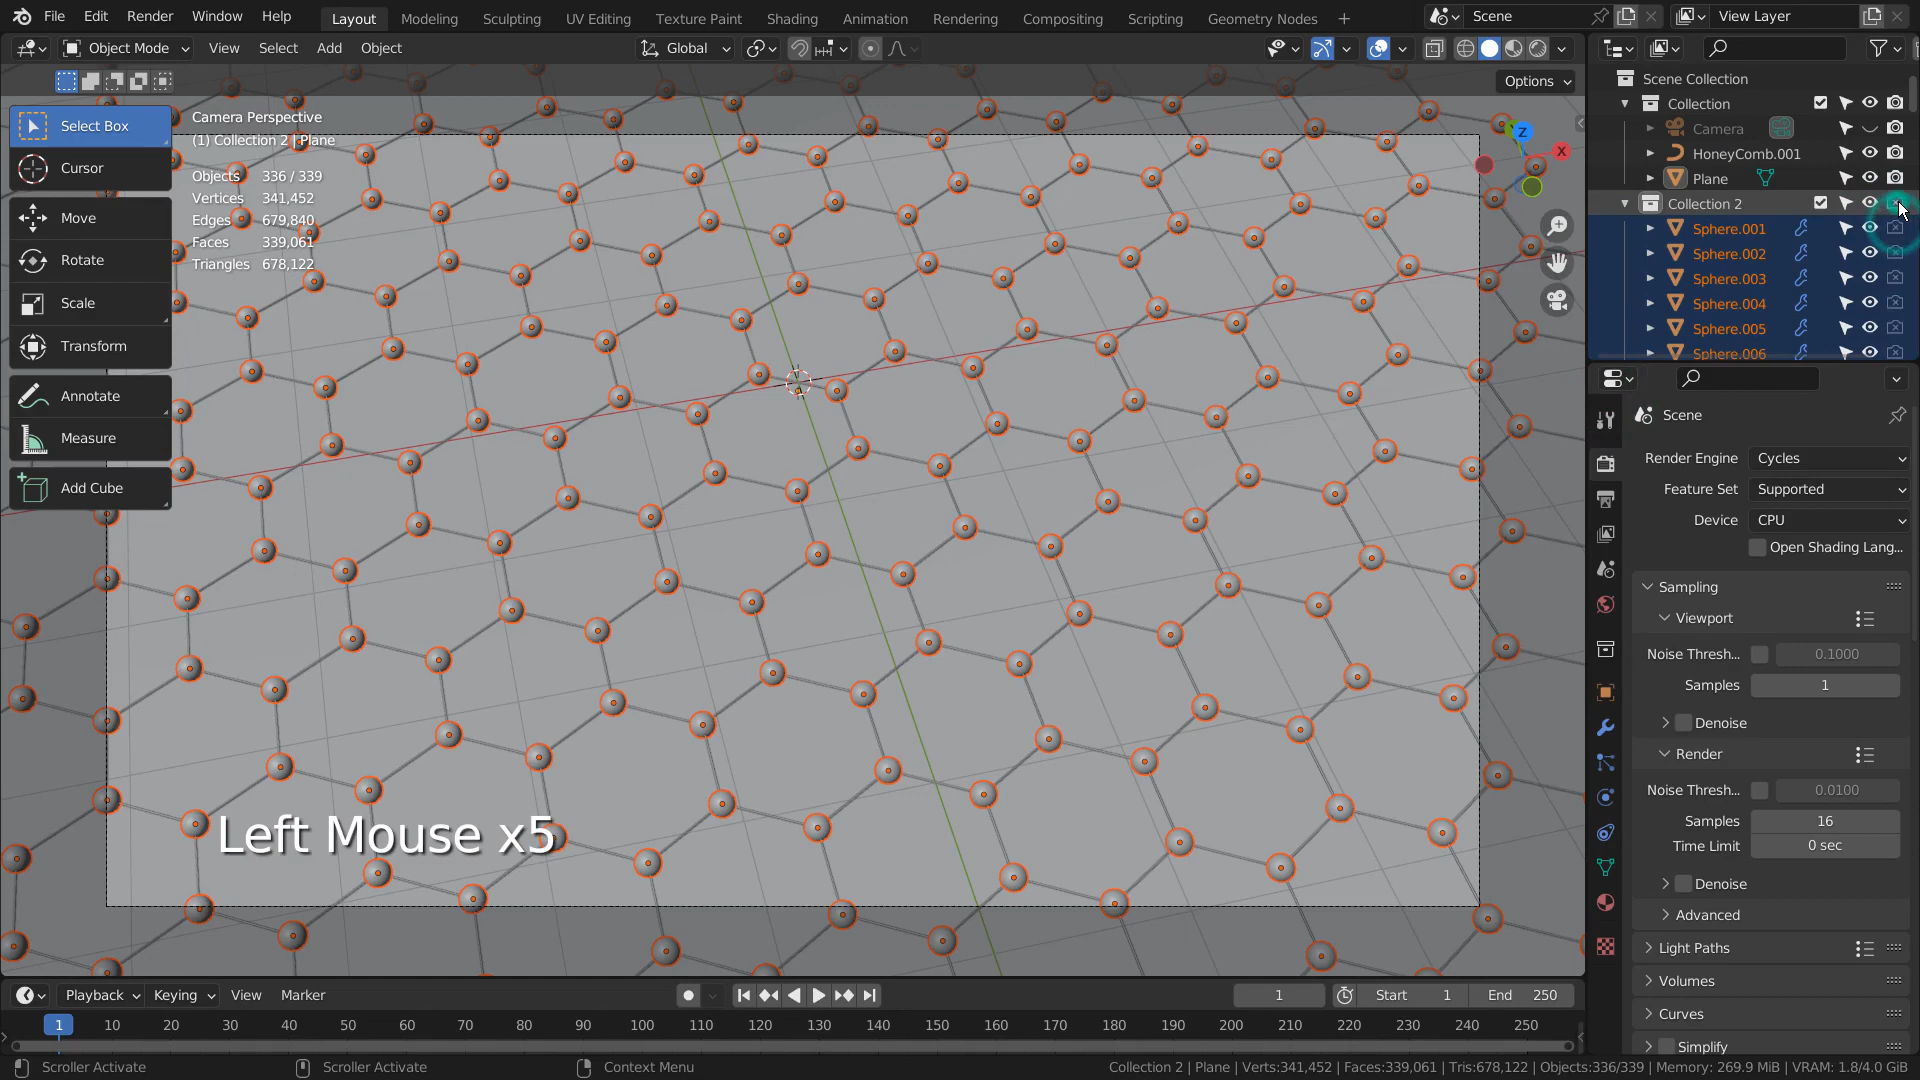 File Edit Render Window Help Layout Modeling Sculpting UV Editing Texture Paint Shading Animation Rendering Compositing Scripting Geometry Nodes + Scene View Layer
Object Mode View Select Add Object Global
Options
Select Box
Cursor
Move
Rotate
Scale
Transform
Annotate
Measure
Add Cube
Camera Perspective
(1) Collection 2 | Plane
Objects 336 / 339
Vertices 341,452
Edges 679,840
Faces 339,061
Triangles 678,122
Z
X
Left Mouse x5
Scene Collection
Collection
Camera
HoneyComb.001
Plane
Collection 2
Sphere.001
Sphere.002
Sphere.003
Sphere.004
Sphere.005
Sphere.006
Scene
Render Engine Cycles
Feature Set Supported
Device CPU
Open Shading Lang...
Sampling
Viewport
Noise Thresh... 0.1000
Samples 1
Denoise
Render
Noise Thresh... 0.0100
Samples 16
Time Limit 0 sec
Denoise
Advanced
Light Paths
Volumes
Curves
Simplify
Playback Keying View Marker 1 Start 1 End 250
1 10 20 30 40 50 60 70 80 90 100 110 120 130 140 150 160 170 180 190 200 210 220 230 240 250
Scroller Activate Scroller Activate Context Menu Collection 2 | Plane | Verts:341,452 | Faces:339,061 | Tris:678,122 | Objects:336/339 | Memory: 269.9 MiB | VRAM: 1.8/4.0 GiB